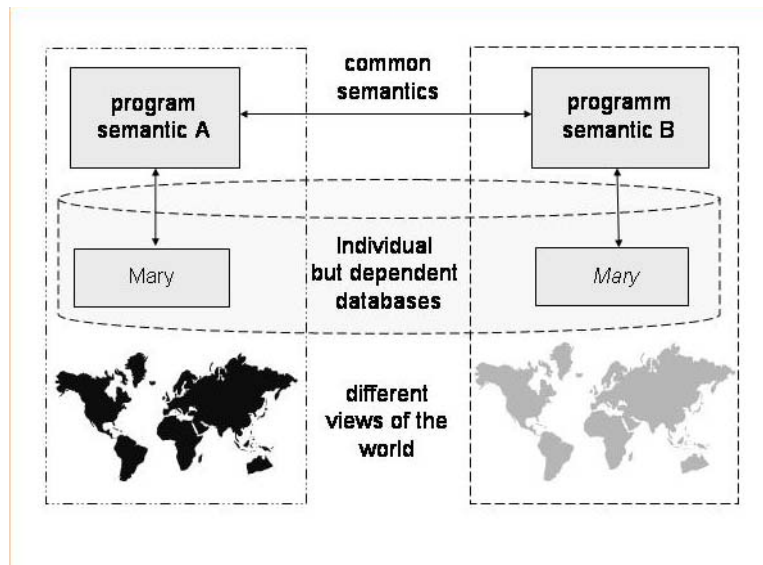 common
semantics
program
semantic A
programm
semantic B
Individual
but dependent
databases
Mary
Mary
different
views of the
world